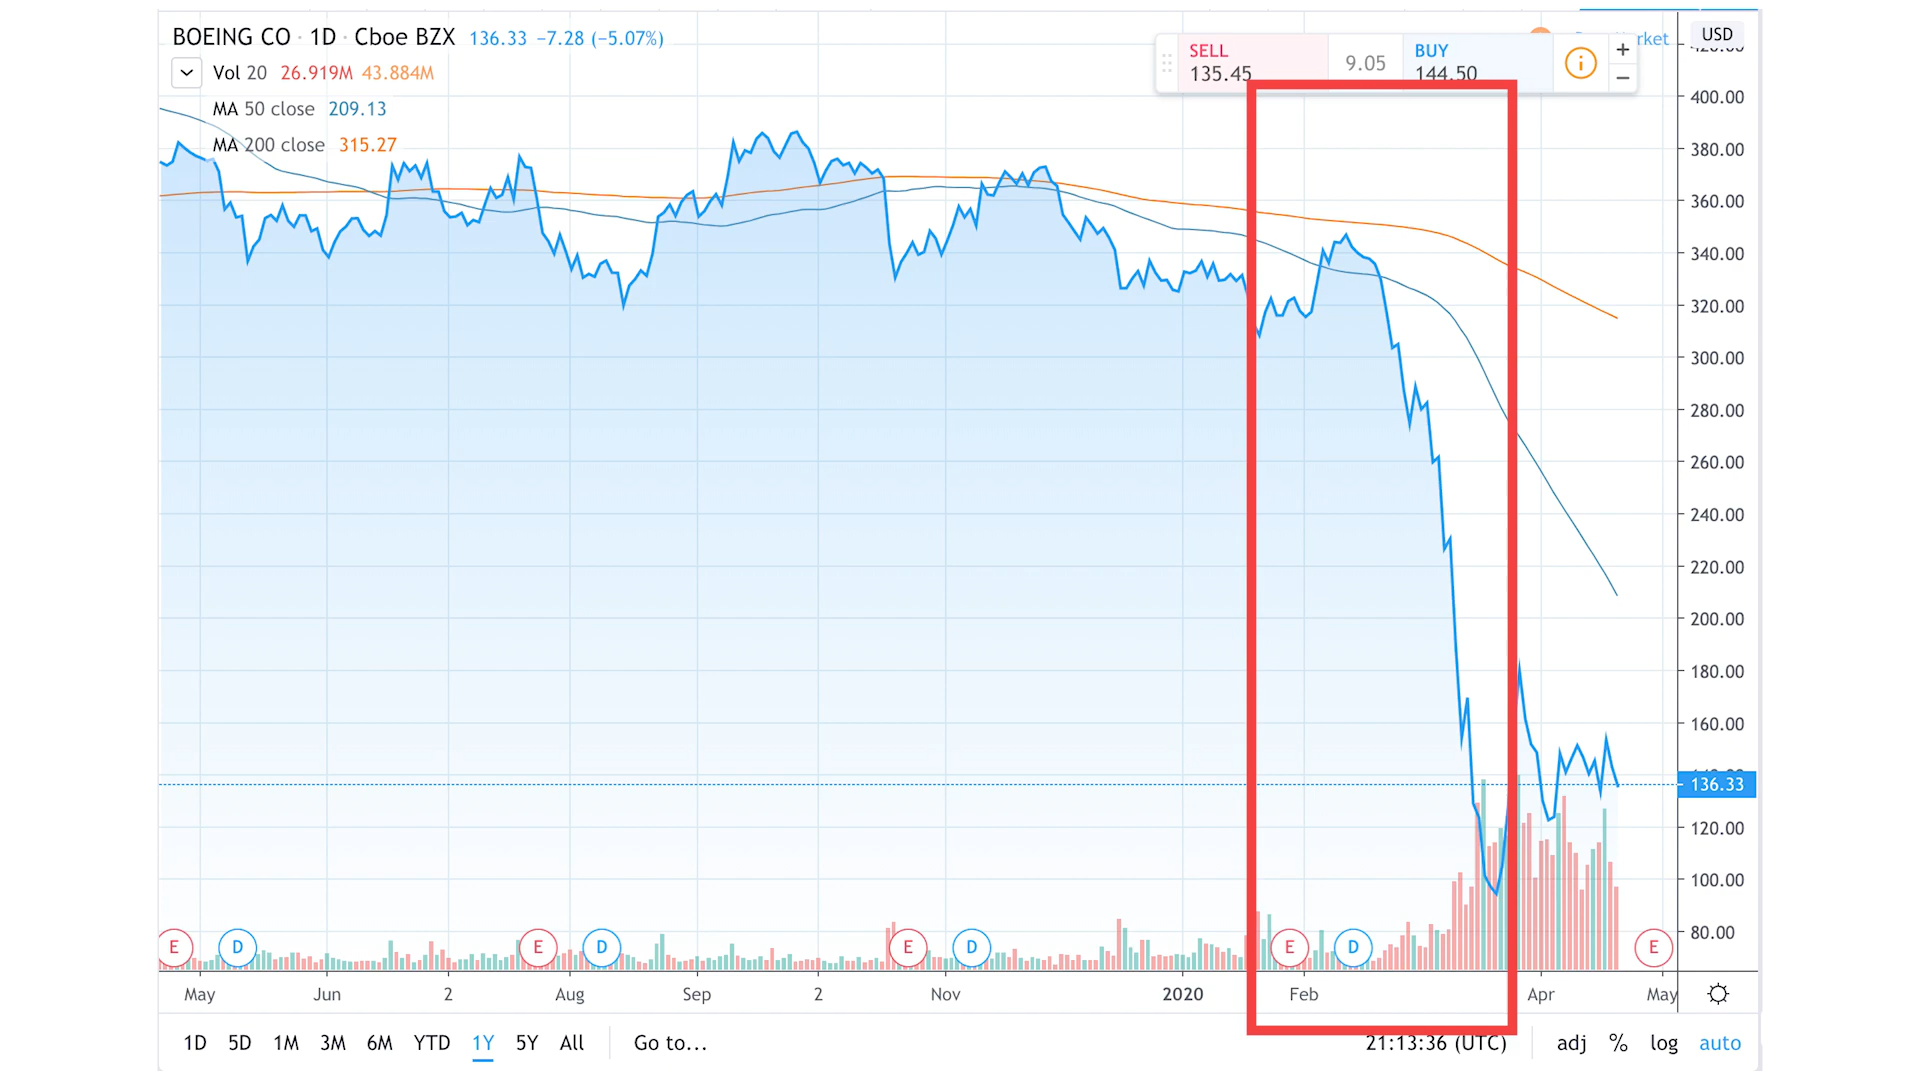 BOEING CO · 1D · Cboe BZX 136.33 −7.28 (−5.07%)
Vol 20 26.919M 43.884M
MA 50 close 209.13
MA 200 close 315.27
SELL
135.45
9.05
BUY
144.50
i
+
−
rket
USD
420.00
400.00
380.00
360.00
340.00
320.00
300.00
280.00
260.00
240.00
220.00
200.00
180.00
160.00
136.33
120.00
100.00
80.00
E D E D E D E D E
May Jun 2 Aug Sep 2 Nov 2020 Feb Apr May
1D 5D 1M 3M 6M YTD 1Y 5Y All Go to... 21:13:36 (UTC) adj % log auto